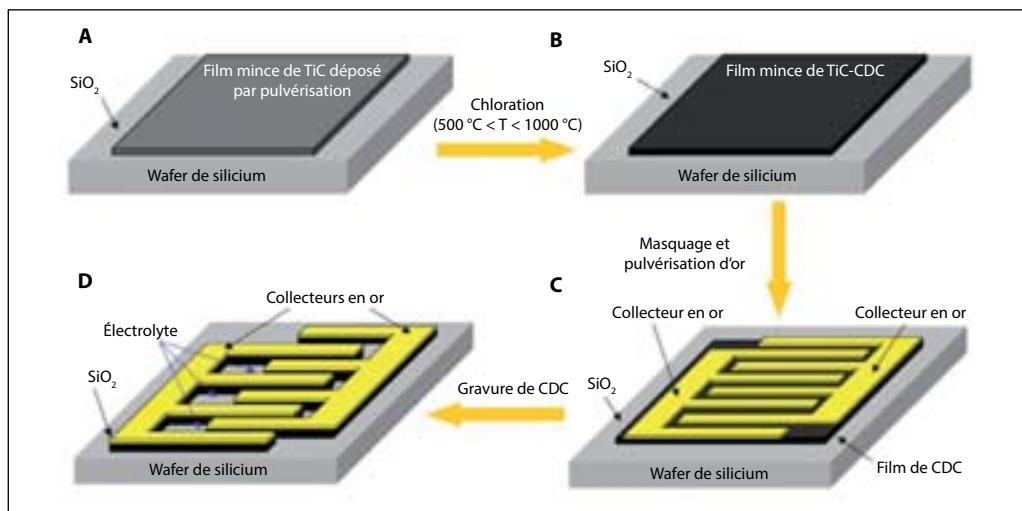 A
SiO2
Film mince de TiC déposé
par pulvérisation
Wafer de silicium
Chloration
(500 °C < T < 1000 °C)
B
SiO2
Film mince de TiC-CDC
Wafer de silicium
Masquage et
pulvérisation d'or
C
Collecteur en or
Collecteur en or
SiO2
Wafer de silicium
Film de CDC
Gravure de CDC
D
Collecteurs en or
Électrolyte
SiO2
Wafer de silicium